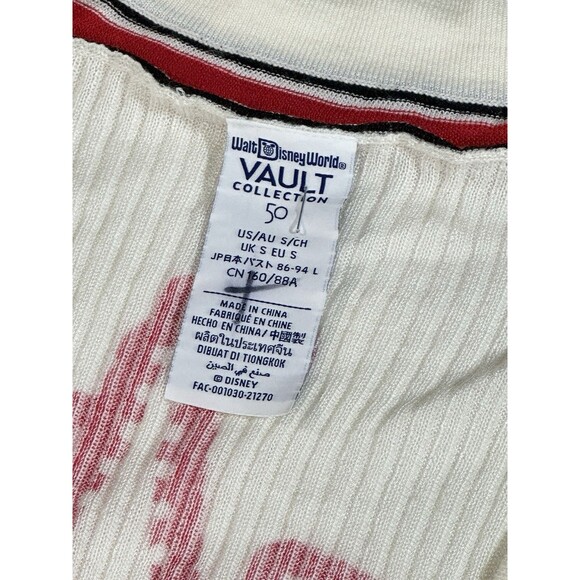 Walt Disney World®
VAULT
COLLECTION
50
US/AU S/CH
UK S EU S
JP日本バスト 86-94 L
CN 160/88A
MADE IN CHINA
FABRIQUÉ EN CHINE
HECHO EN CHINA/ 中國製
ผลิตในประเทศจีน
DIBUAT DI TIONGKOK
صنع في الصين
© DISNEY
FAC-001030-21270